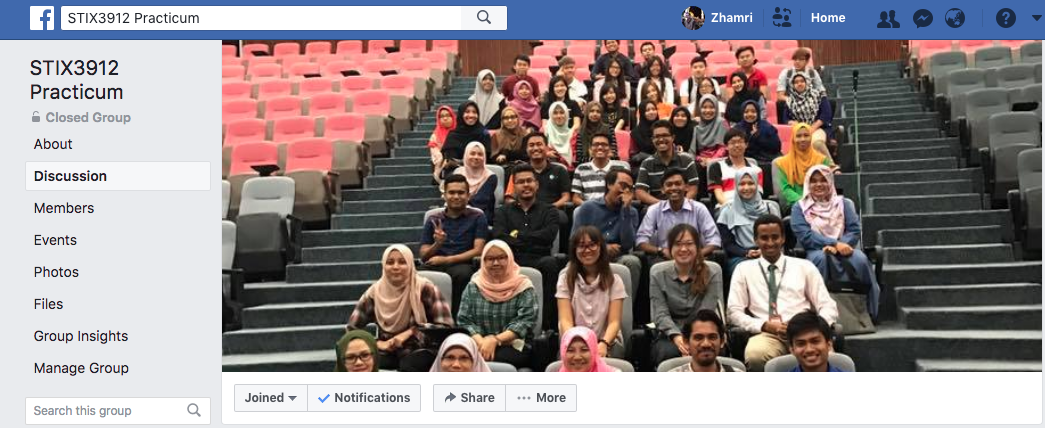 STIX3912 Practicum
Zhamri
Home
STIX3912
Practicum
Closed Group
About
Discussion
Members
Events
Photos
Files
Group Insights
Manage Group
Search this group
Joined
Notifications
Share
More